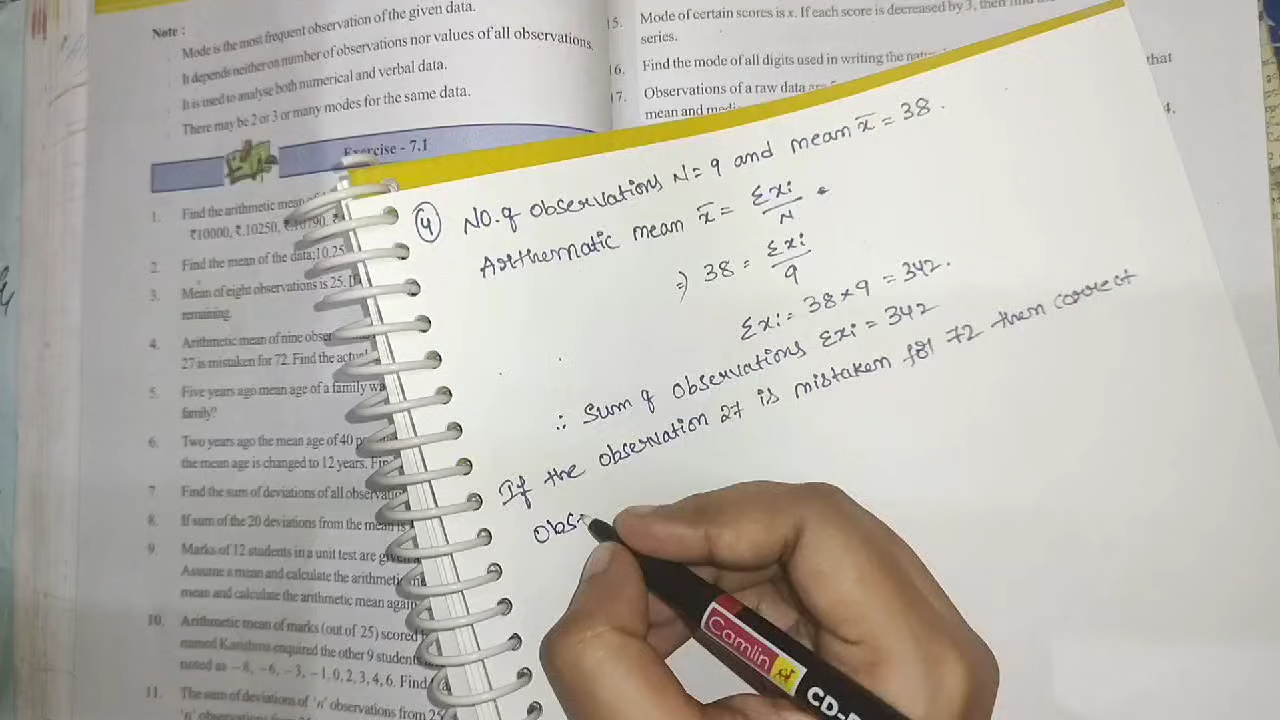 Note :
Mode is the most frequent observation of the given data.
It depends neither on number of observations nor values of all observations.
It is used to analyse both numerical and verbal data.
There may be 2 or 3 or many modes for the same data.
Exercise - 7.1
1. Find the arithmetic mean of
₹10000, ₹.10250, ₹.10790, ₹
2. Find the mean of the data; 10.25
3. Mean of eight observations is 25. If
remaining.
4. Arithmetic mean of nine obser
27 is mistaken for 72. Find the actual
5. Five years ago mean age of a family wa
family?
6. Two years ago the mean age of 40 p
the mean age is changed to 12 years. Fin
7 Find the sum of deviations of all observatio
8. If sum of the 20 deviations from the mean is
9. Marks of 12 students in a unit test are given
Assume a mean and calculate the arithmetic me
mean and calculate the arithmetic mean again
10. Arithmetic mean of marks (out of 25) scored b
named Karishma enquired the other 9 students
noted as −8, −6, −3, −1, 0, 2, 3, 4, 6. Find
11. The sum of deviations of 'n' observations from 25
'n' observations from
15. Mode of certain scores is x. If each score is decreased by 3, then find the
series.
16. Find the mode of all digits used in writing the natu
17. Observations of a raw data are
mean and medi
that
4.
④ No. of observations N = 9 and mean x̄ = 38.
Arithematic mean x̄ = Σxi/N
⇒ 38 = Σxi/9
Σxi = 38×9 = 342.
∴ Sum of observations Σxi = 342
If the observation 27 is mistaken for 72 then correct
obs
Camlin
CD-